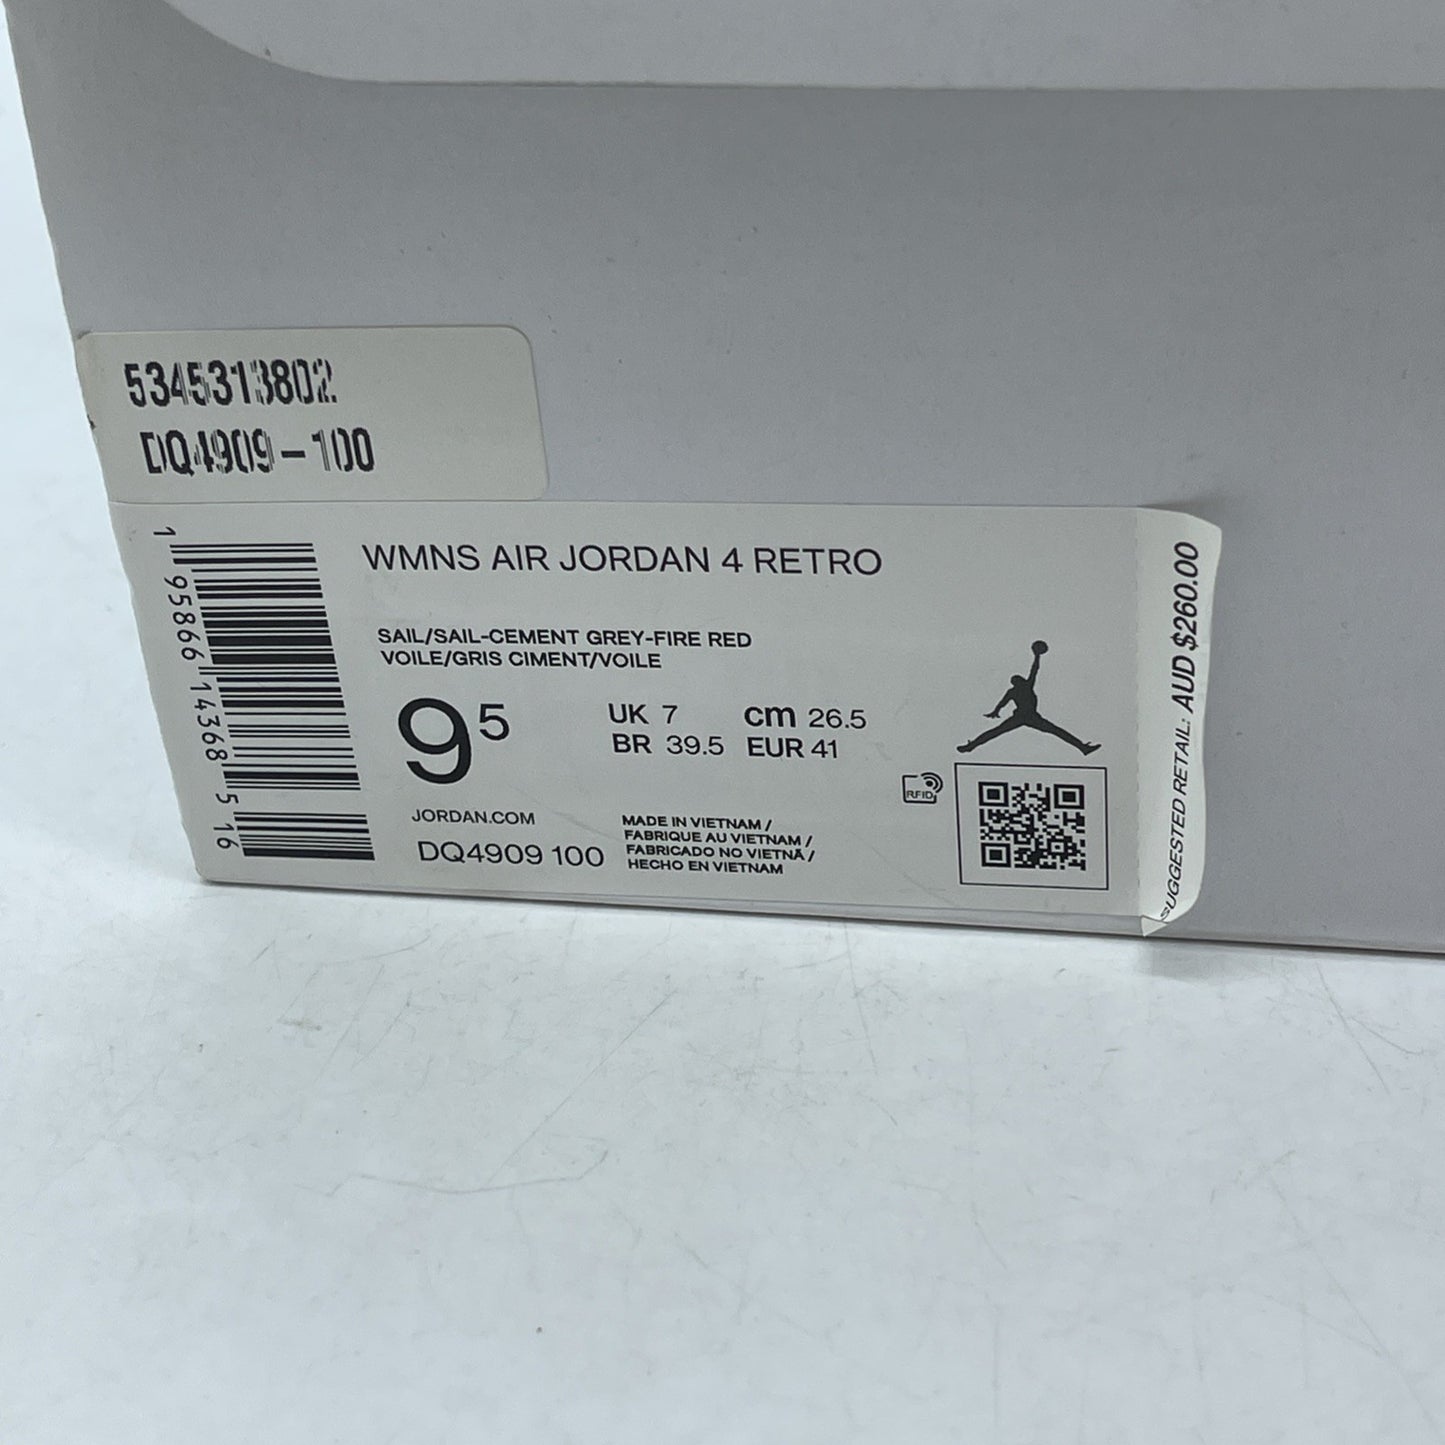 5345313802
DQ4909-100
WMNS AIR JORDAN 4 RETRO
SAIL/SAIL-CEMENT GREY-FIRE RED
VOILE/GRIS CIMENT/VOILE
9 5
UK 7 cm 26.5
BR 39.5 EUR 41
JORDAN.COM
DQ4909 100
MADE IN VIETNAM /
FABRIQUE AU VIETNAM /
FABRICADO NO VIETNÃ /
HECHO EN VIETNAM
RFID
SUGGESTED RETAIL: AUD $260.00
1 95866 14368 5 16